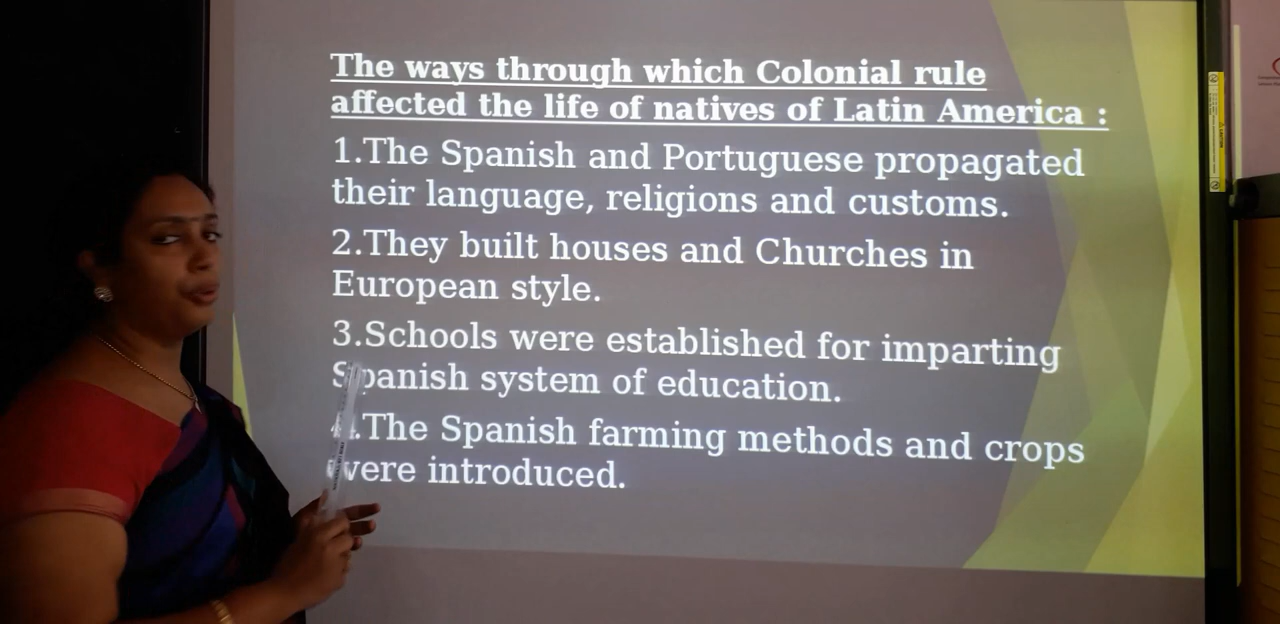 The ways through which Colonial rule
affected the life of natives of Latin America :
1.The Spanish and Portuguese propagated
their language, religions and customs.
2.They built houses and Churches in
European style.
3.Schools were established for imparting
Spanish system of education.
4.The Spanish farming methods and crops
were introduced.